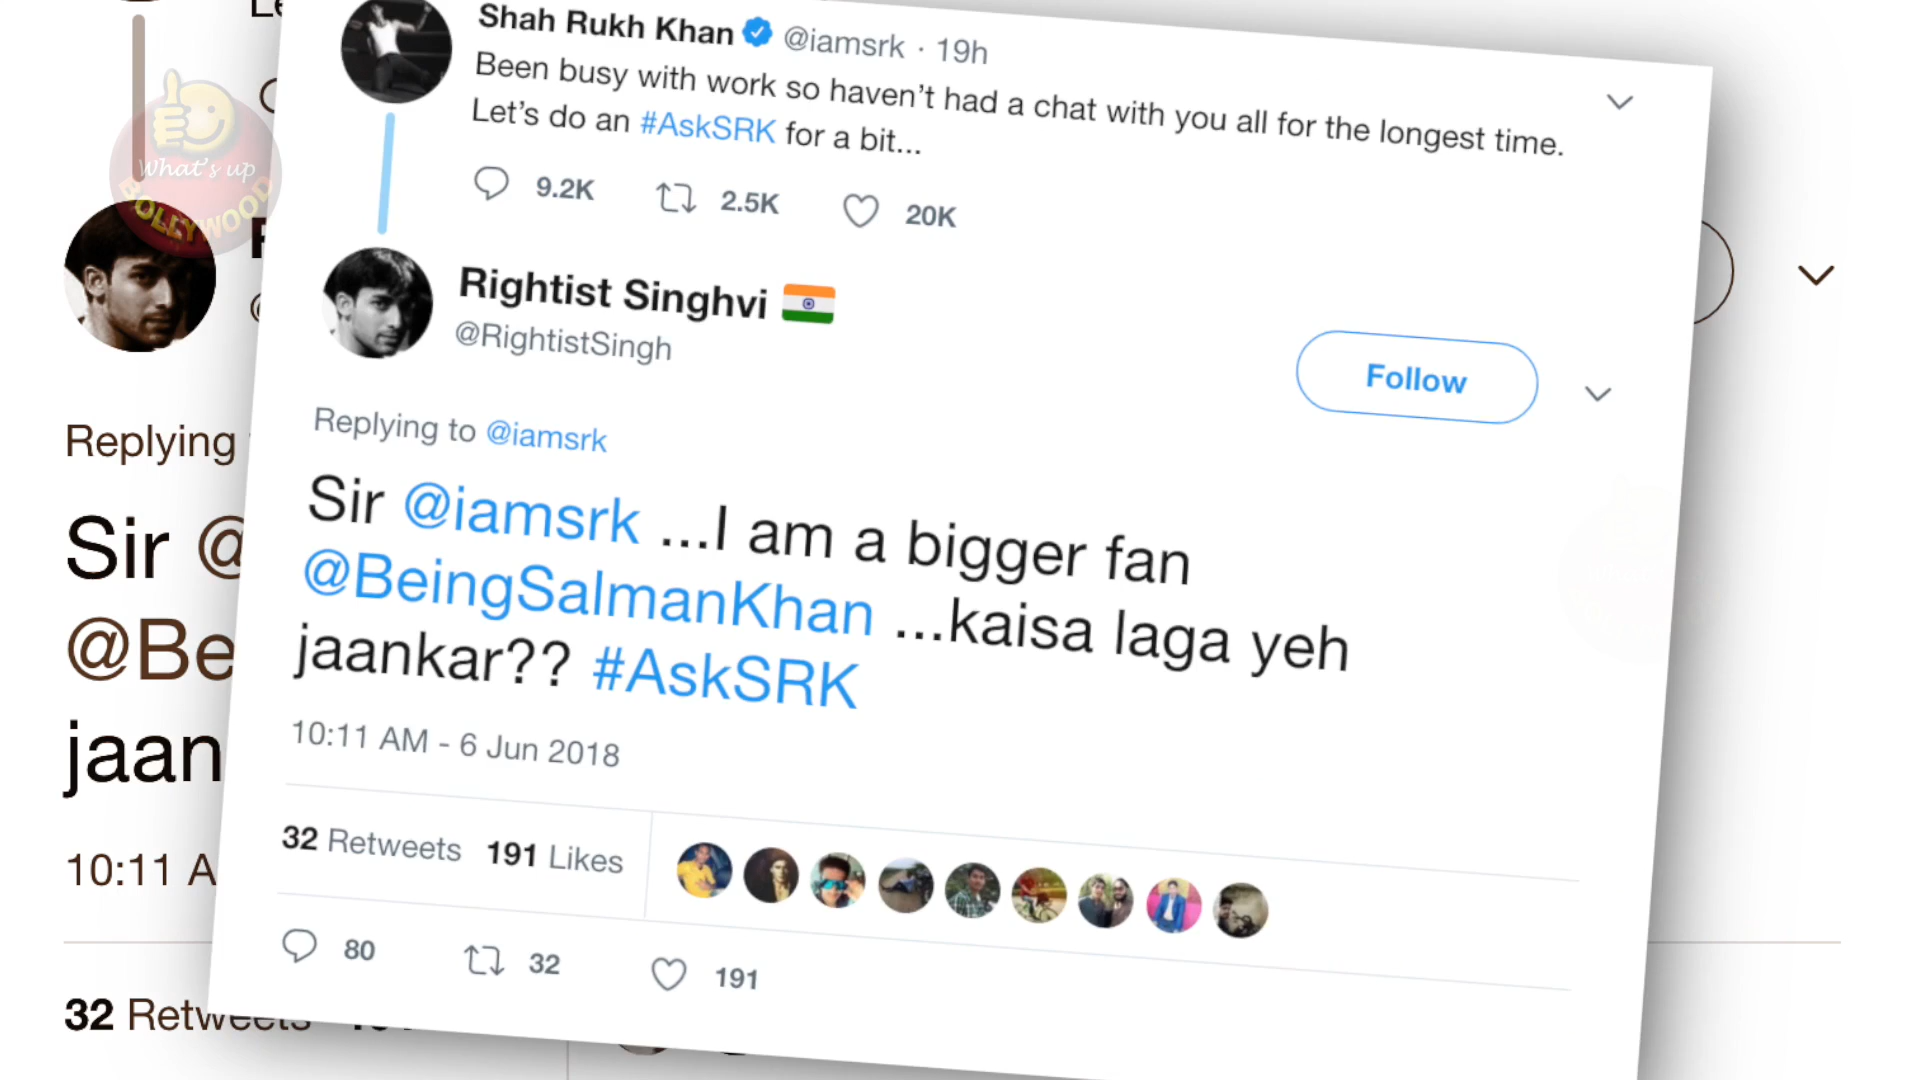 Shah Rukh Khan @iamsrk · 19h
Been busy with work so haven't had a chat with you all for the longest time.
Let's do an #AskSRK for a bit...
9.2K 2.5K 20K
What's up
BOLLYWOOD
Rightist Singhvi
@RightistSingh
Follow
Replying to @iamsrk
Sir @iamsrk ...I am a bigger fan
@BeingSalmanKhan ...kaisa laga yeh
jaankar?? #AskSRK
10:11 AM - 6 Jun 2018
32 Retweets 191 Likes
80 32 191
Replying
Sir @
@Be
jaan
10:11 A
32 Retweets